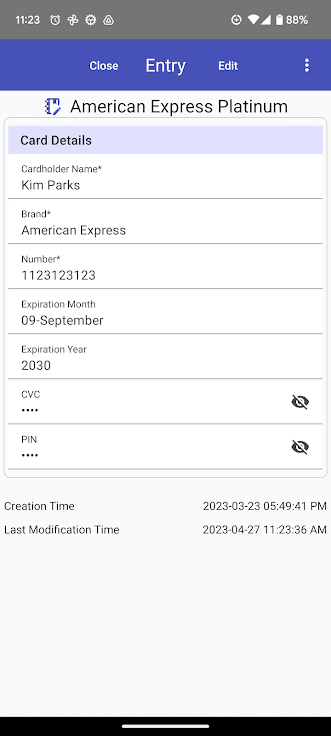 11:23
88%
Close
Entry
Edit
American Express Platinum
Card Details
Cardholder Name*
Kim Parks
Brand*
American Express
Number*
1123123123
Expiration Month
09-September
Expiration Year
2030
CVC
••••
PIN
••••
Creation Time 2023-03-23 05:49:41 PM
Last Modification Time 2023-04-27 11:23:36 AM